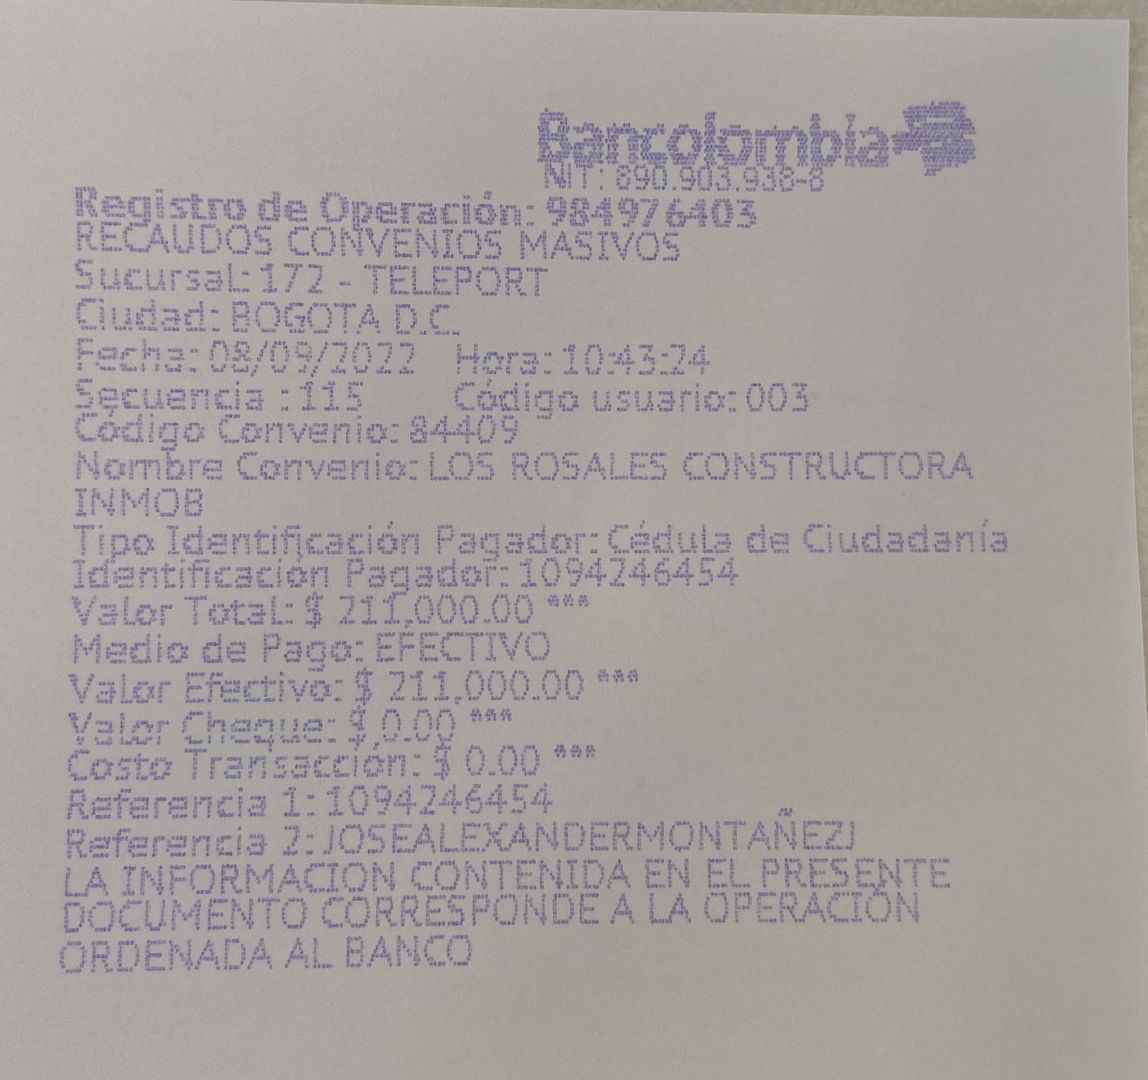 Bancolombia
NIT: 890.903.938-8
Registro de Operación: 984976403
RECAUDOS CONVENIOS MASIVOS
Sucursal: 172 - TELEPORT
Ciudad: BOGOTA D.C.
Fecha: 08/09/2022 Hora: 10:43:24
Secuencia : 115 Código usuario: 003
Código Convenio: 84409
Nombre Convenio: LOS ROSALES CONSTRUCTORA
INMOB
Tipo Identificación Pagador: Cédula de Ciudadanía
Identificación Pagador: 1094246454
Valor Total: $ 211,000.00 ***
Medio de Pago: EFECTIVO
Valor Efectivo: $ 211,000.00 ***
Valor Cheque: $ 0.00 ***
Costo Transacción: $ 0.00 ***
Referencia 1: 1094246454
Referencia 2: JOSEALEXANDERMONTAÑEZJ
LA INFORMACION CONTENIDA EN EL PRESENTE
DOCUMENTO CORRESPONDE A LA OPERACIÓN
ORDENADA AL BANCO